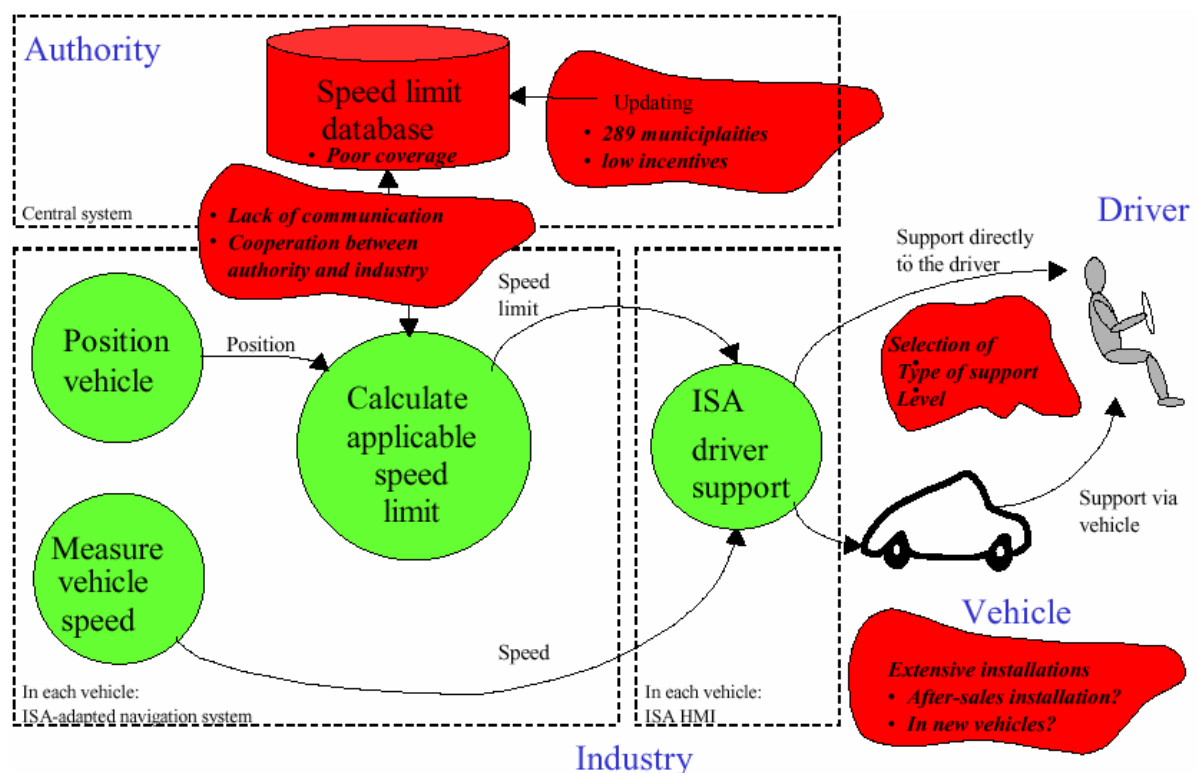 Authority
Speed limit
database
• Poor coverage
Updating
• 289 municiplaities
• low incentives
Central system
• Lack of communication
• Cooperation between
authority and industry
Driver
Support directly
to the driver
Position
vehicle
Position
Speed
limit
Calculate
applicable
speed
limit
ISA
driver
support
Selection of
• Type of support
• Level
Measure
vehicle
speed
Support via
vehicle
Speed
Vehicle
In each vehicle:
ISA-adapted navigation system
In each vehicle:
ISA HMI
Extensive installations
• After-sales installation?
• In new vehicles?
Industry